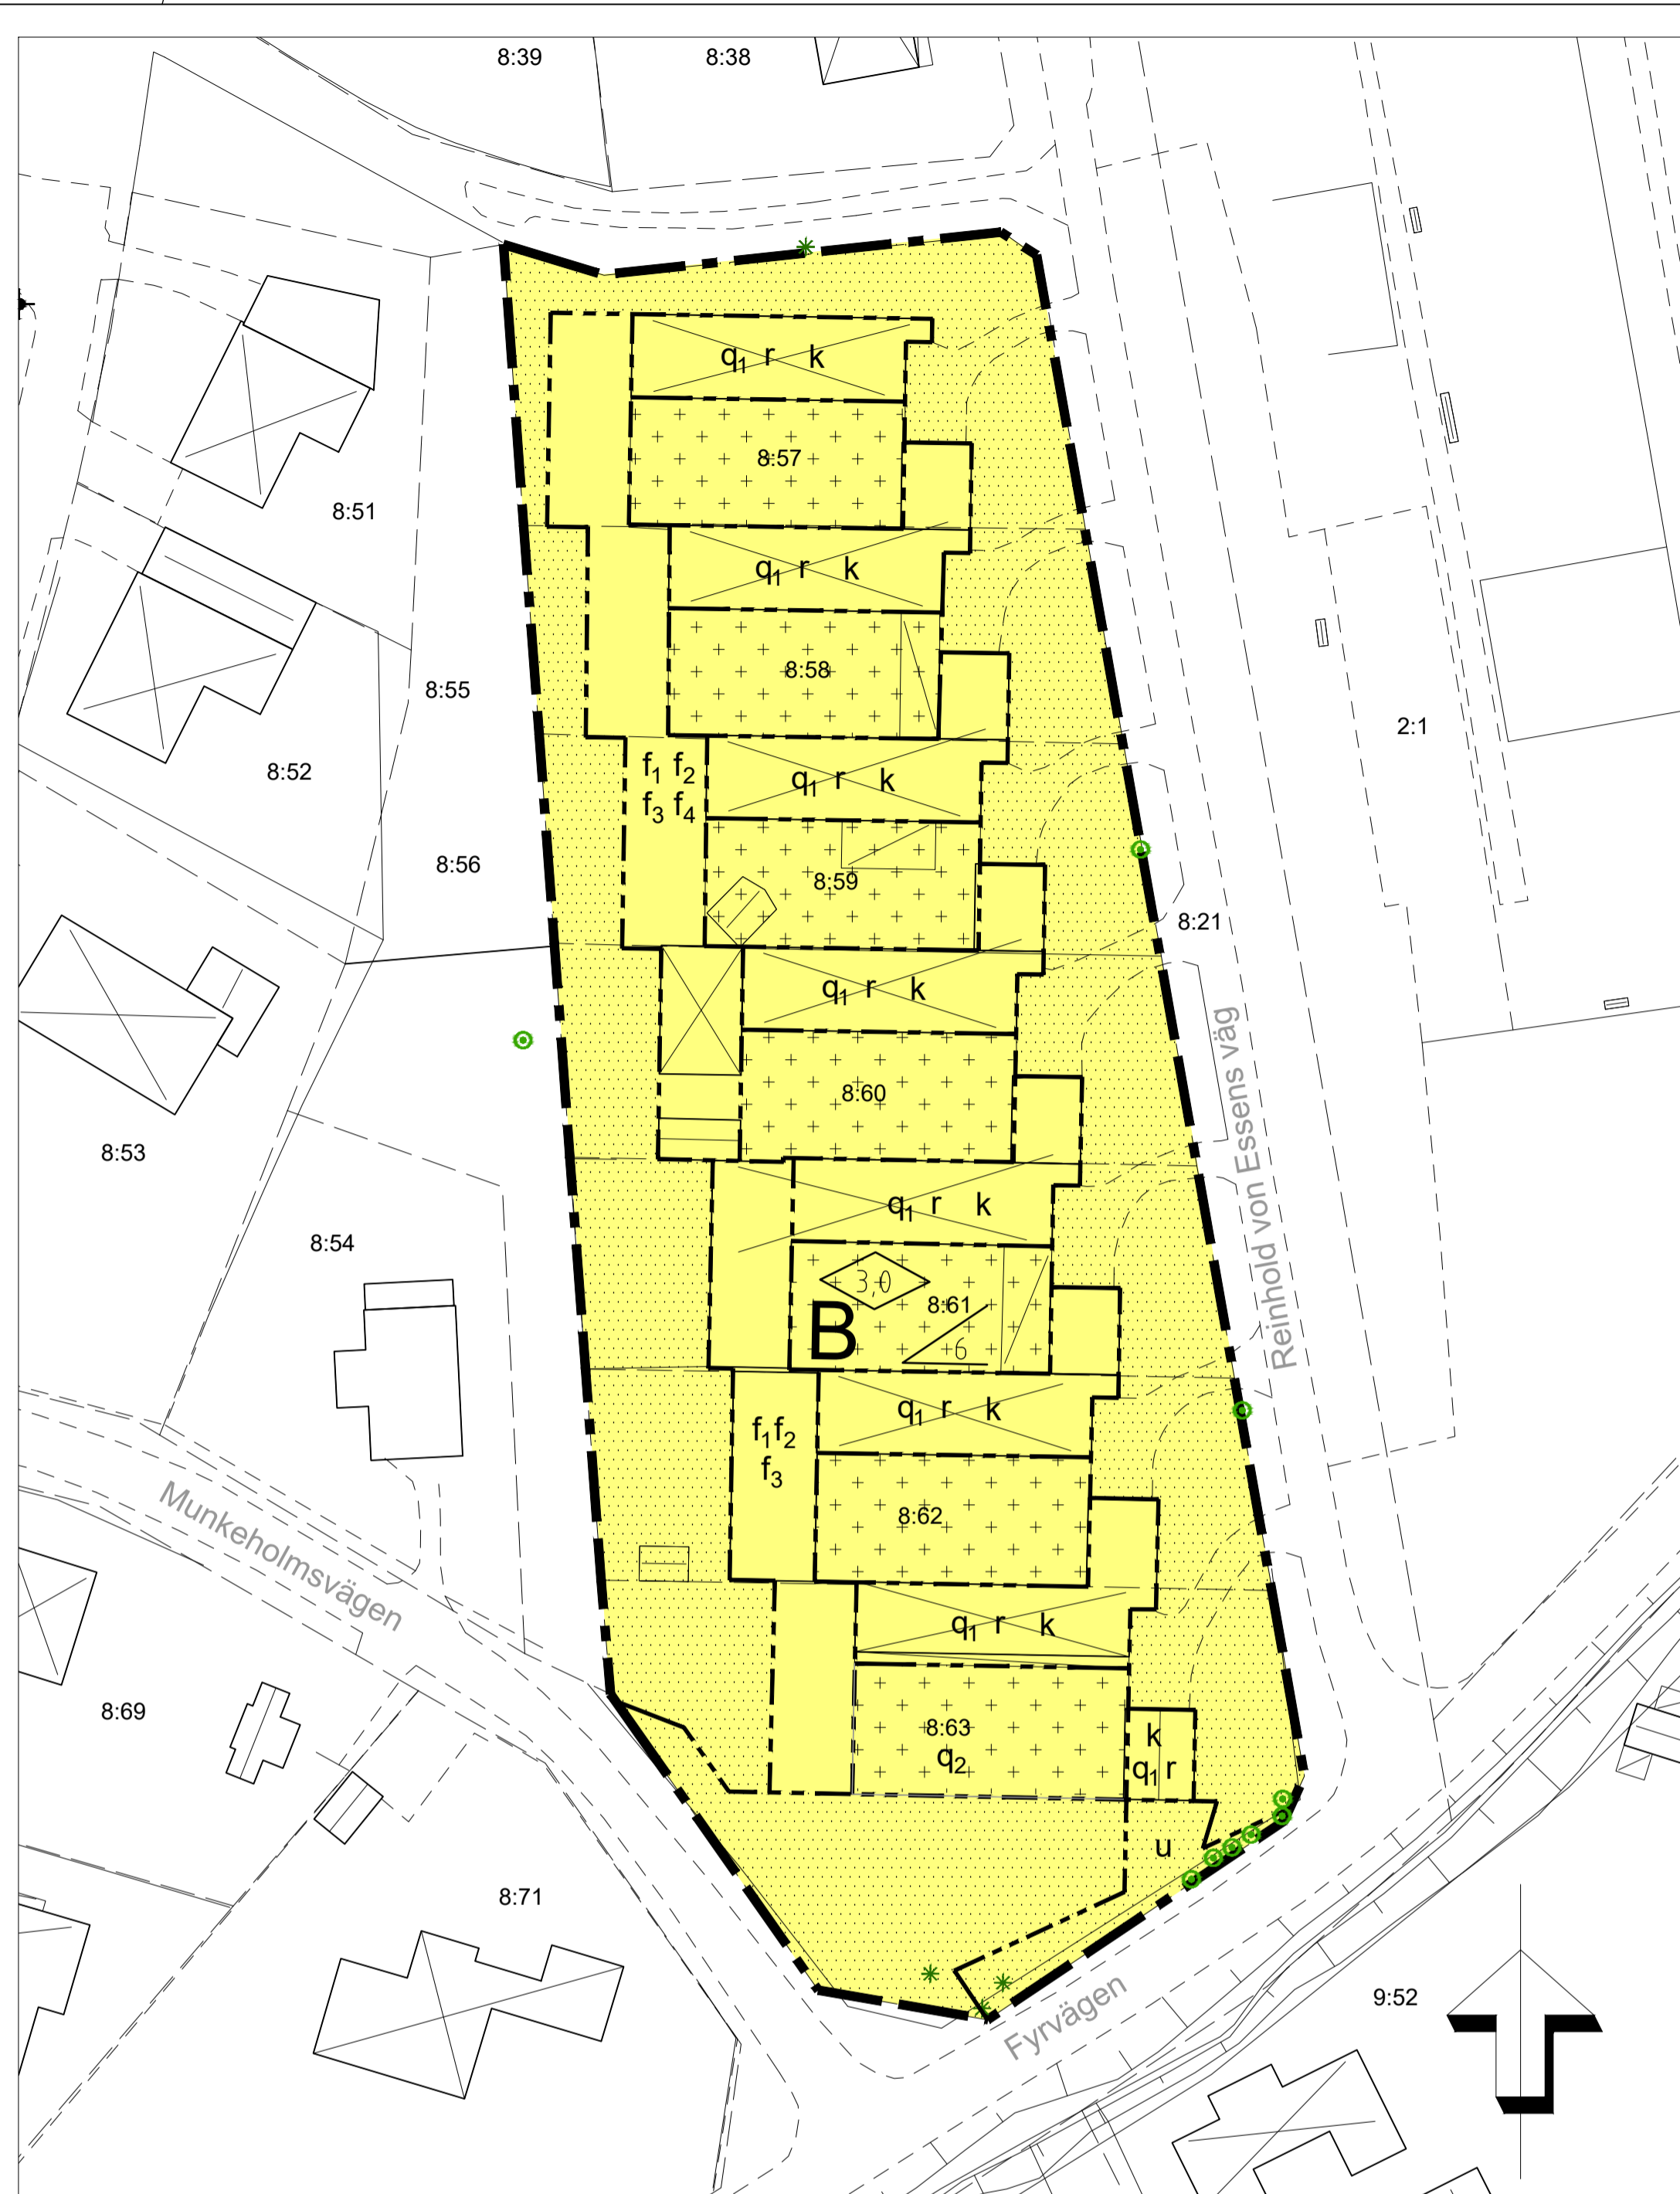 8:39
8:38
q1 r k
8:57
8:51
q1 r k
8:58
8:55
2:1
8:52
f1 f2
f3 f4
q1 r k
8:56
8:59
8:21
q1 r k
8:60
Reinhold von Essens väg
8:53
q1 r k
8:54
3,0
8:61
B
6
q1 r k
f1 f2
f3
Munkeholmsvägen
8:62
q1 r k
8:69
8:63
q2
k
q1 r
u
8:71
9:52
Fyrvägen